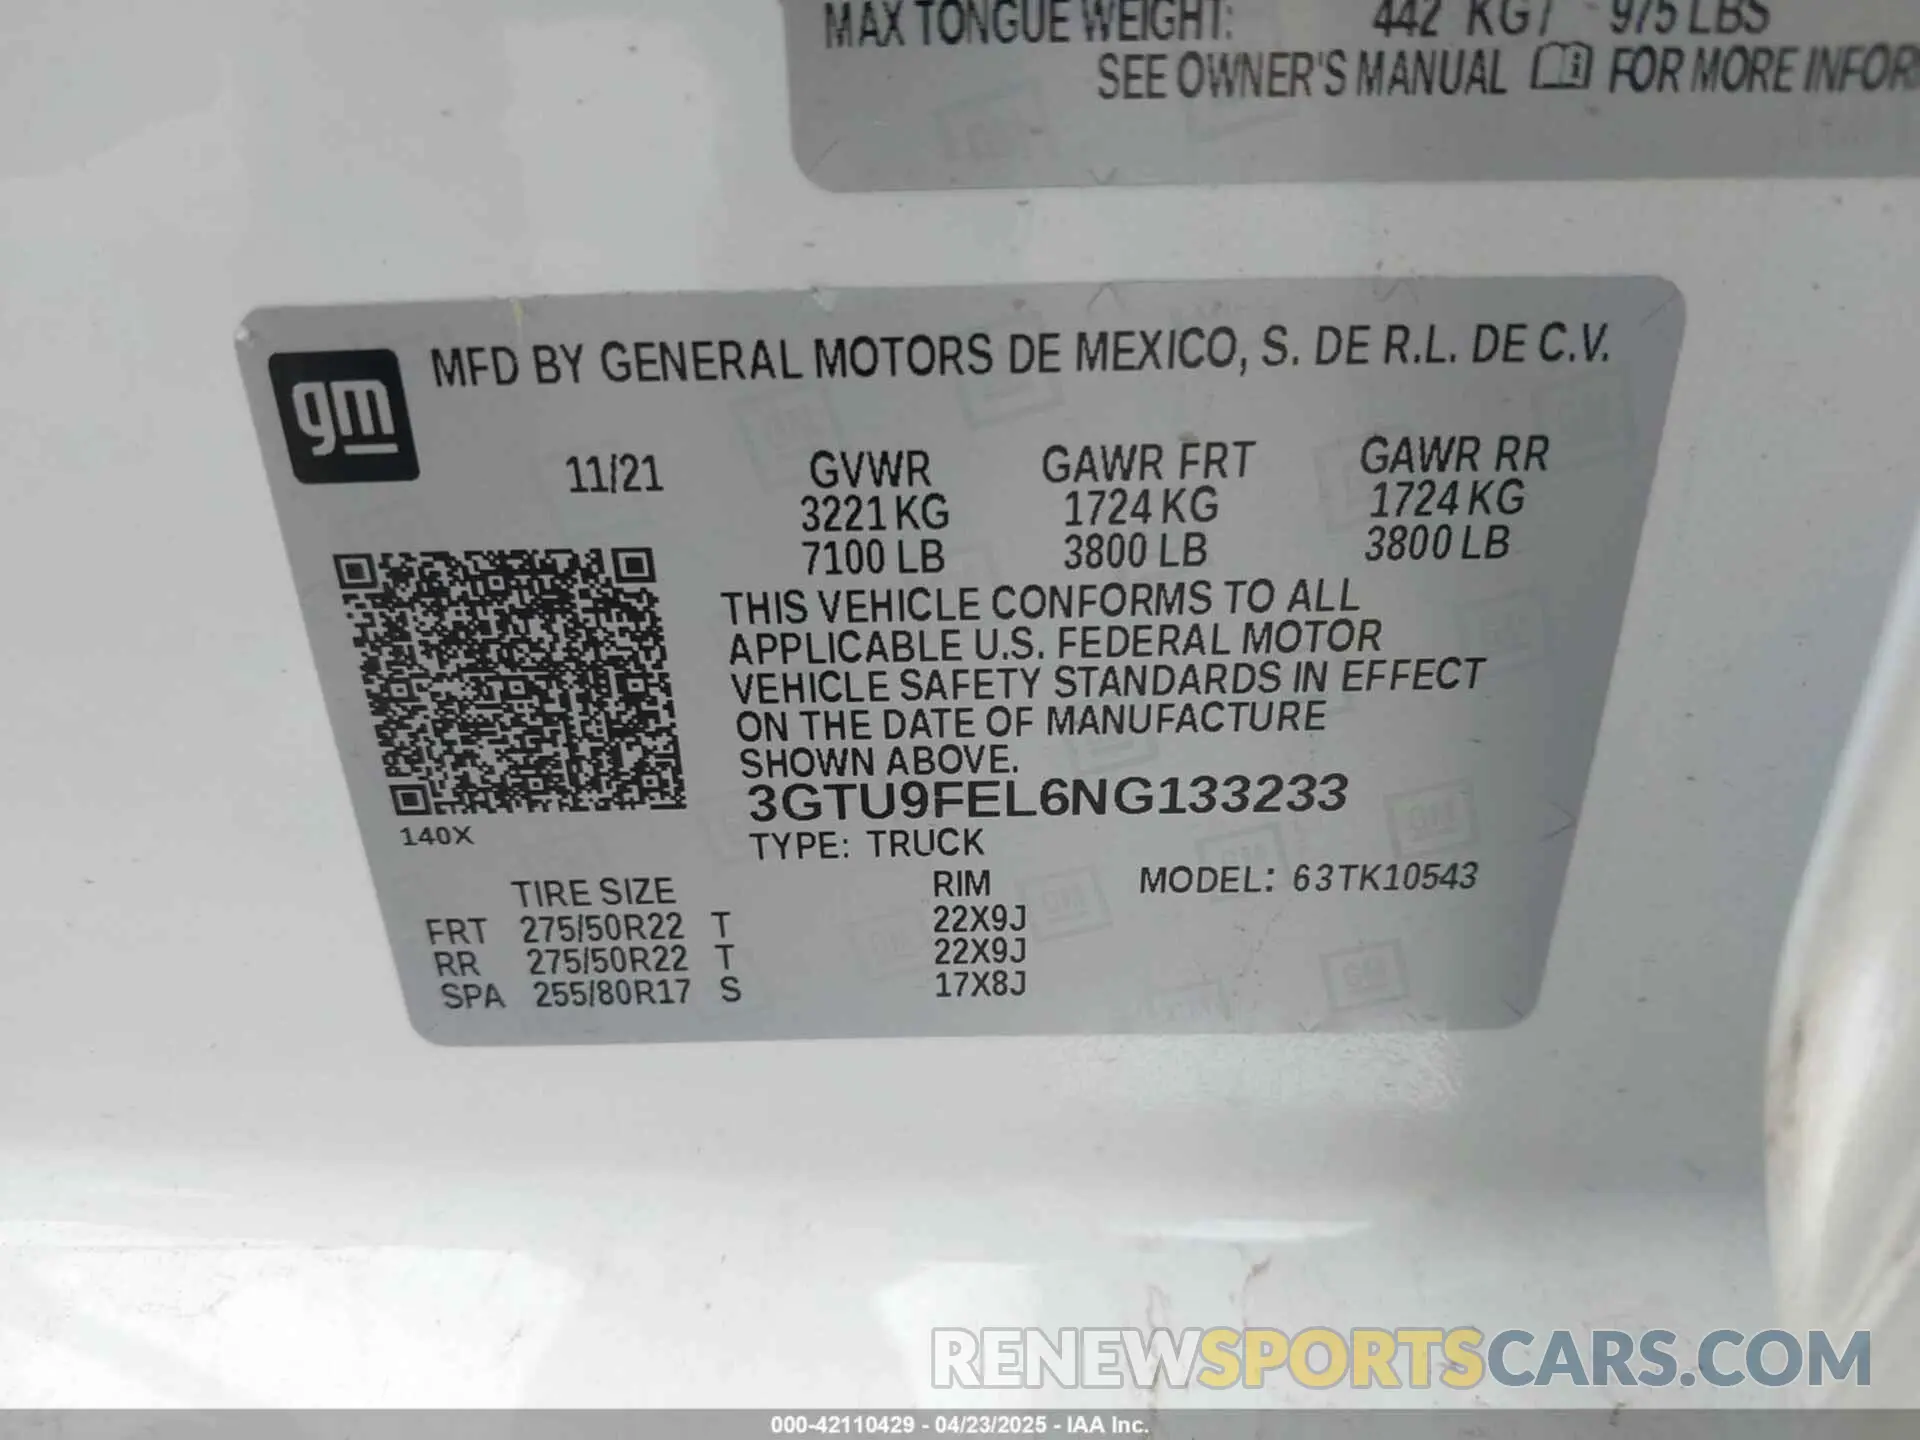 MAX TONGUE WEIGHT: 442 KG / 975 LBS
SEE OWNER'S MANUAL FOR MORE INFOR
gm
MFD BY GENERAL MOTORS DE MEXICO, S. DE R.L. DE C.V.
11/21 GVWR GAWR FRT GAWR RR
3221 KG 1724 KG 1724 KG
7100 LB 3800 LB 3800 LB
THIS VEHICLE CONFORMS TO ALL
APPLICABLE U.S. FEDERAL MOTOR
VEHICLE SAFETY STANDARDS IN EFFECT
ON THE DATE OF MANUFACTURE
SHOWN ABOVE.
3GTU9FEL6NG133233
140X
TYPE: TRUCK
TIRE SIZE RIM MODEL: 63TK10543
FRT 275/50R22 T 22X9J
RR 275/50R22 T 22X9J
SPA 255/80R17 S 17X8J
RENEWSPORTSCARS.COM
000-42110429 - 04/23/2025 - IAA Inc.